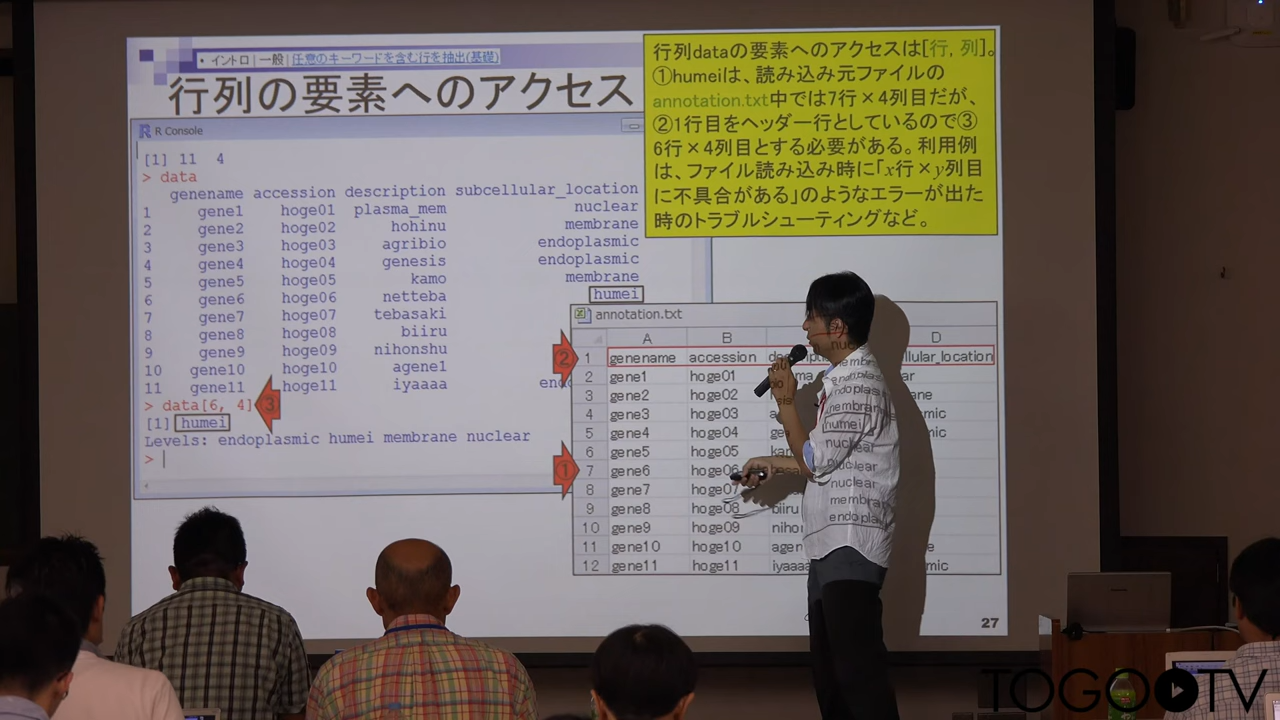 • イントロ | 一般 | 任意のキーワードを含む行を抽出(基礎)
行列の要素へのアクセス
行列dataの要素へのアクセスは[行, 列]。
①humeiは、読み込み元ファイルの
annotation.txt中では7行×4列目だが、
②1行目をヘッダー行としているので③
6行×4列目とする必要がある。利用例
は、ファイル読み込み時に「x行×y列目
に不具合がある」のようなエラーが出た
時のトラブルシューティングなど。
R Console
[1] 11 4
> data
genename accession description subcellular_location
1 gene1 hoge01 plasma_mem nuclear
2 gene2 hoge02 hohinu membrane
3 gene3 hoge03 agribio endoplasmic
4 gene4 hoge04 genesis endoplasmic
5 gene5 hoge05 kamo membrane
6 gene6 hoge06 netteba humei
7 gene7 hoge07 tebasaki
8 gene8 hoge08 biiru
9 gene9 hoge09 nihonshu
10 gene10 hoge10 agene1
11 gene11 hoge11 iyaaaa
> data[6, 4]
③
[1] humei
Levels: endoplasmic humei membrane nuclear
>
annotation.txt
A B D
② 1 genename accession
2 gene1 hoge01
3 gene2 hoge02
4 gene3 hoge03
5 gene4 hoge04
6 gene5 hoge05
① 7 gene6 hoge06
8 gene7 hoge07
9 gene8 hoge08 biiru
10 gene9 hoge09
11 gene10 hoge10
12 gene11 hoge11
27
TOGO TV